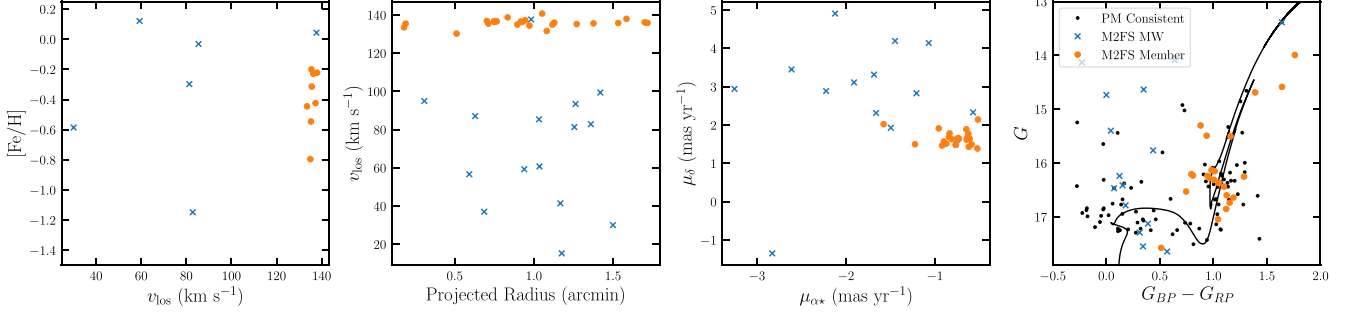 0.2
0.0
−0.2
−0.4
−0.6
−0.8
−1.0
−1.2
−1.4
[Fe/H]
40 60 80 100 120 140
v_los (km s⁻¹)
140
120
100
80
60
40
20
v_los (km s⁻¹)
0.5 1.0 1.5
Projected Radius (arcmin)
5
4
3
2
1
0
−1
μ_δ (mas yr⁻¹)
−3 −2 −1
μ_α⋆ (mas yr⁻¹)
13
14
15
16
17
G
PM Consistent
M2FS MW
M2FS Member
−0.5 0.0 0.5 1.0 1.5 2.0
G_BP − G_RP